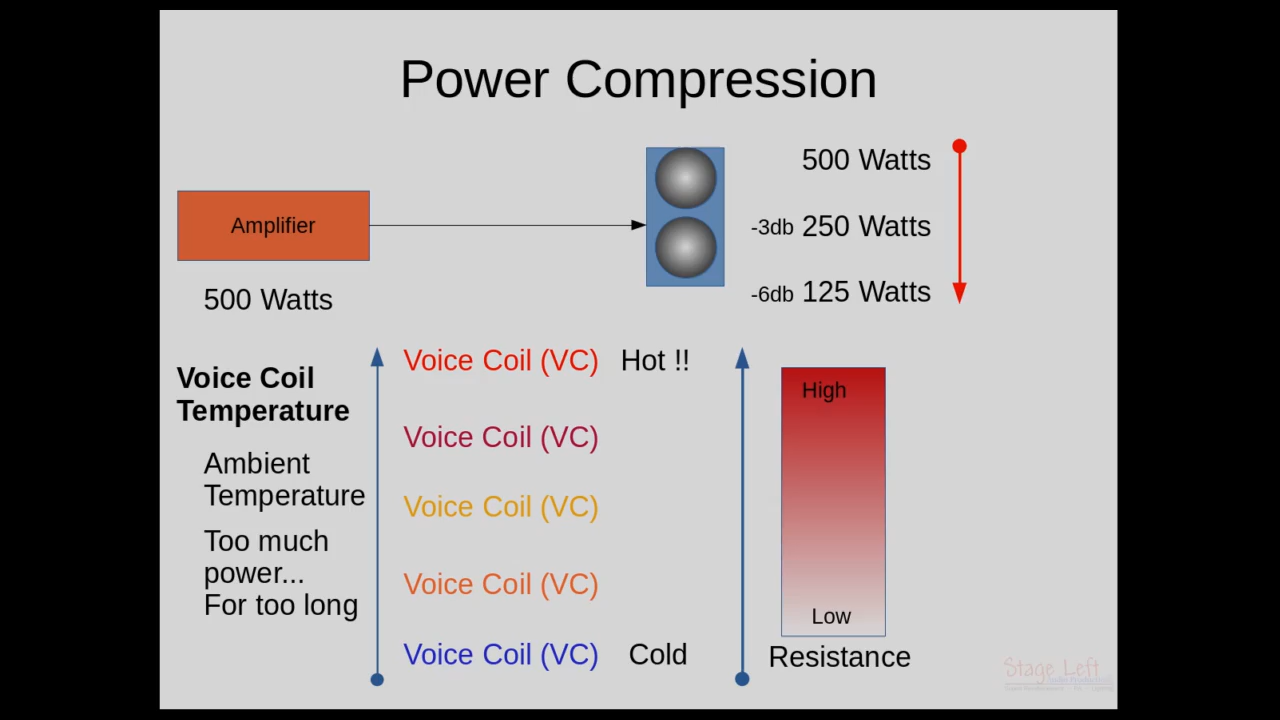 Power Compression
500 Watts
Amplifier
-3db 250 Watts
-6db 125 Watts
500 Watts
Voice Coil (VC) Hot !!
Voice Coil
Temperature
High
Voice Coil (VC)
Ambient
Temperature
Voice Coil (VC)
Too much
power...
For too long
Voice Coil (VC)
Low
Voice Coil (VC) Cold
Resistance
Stage Left